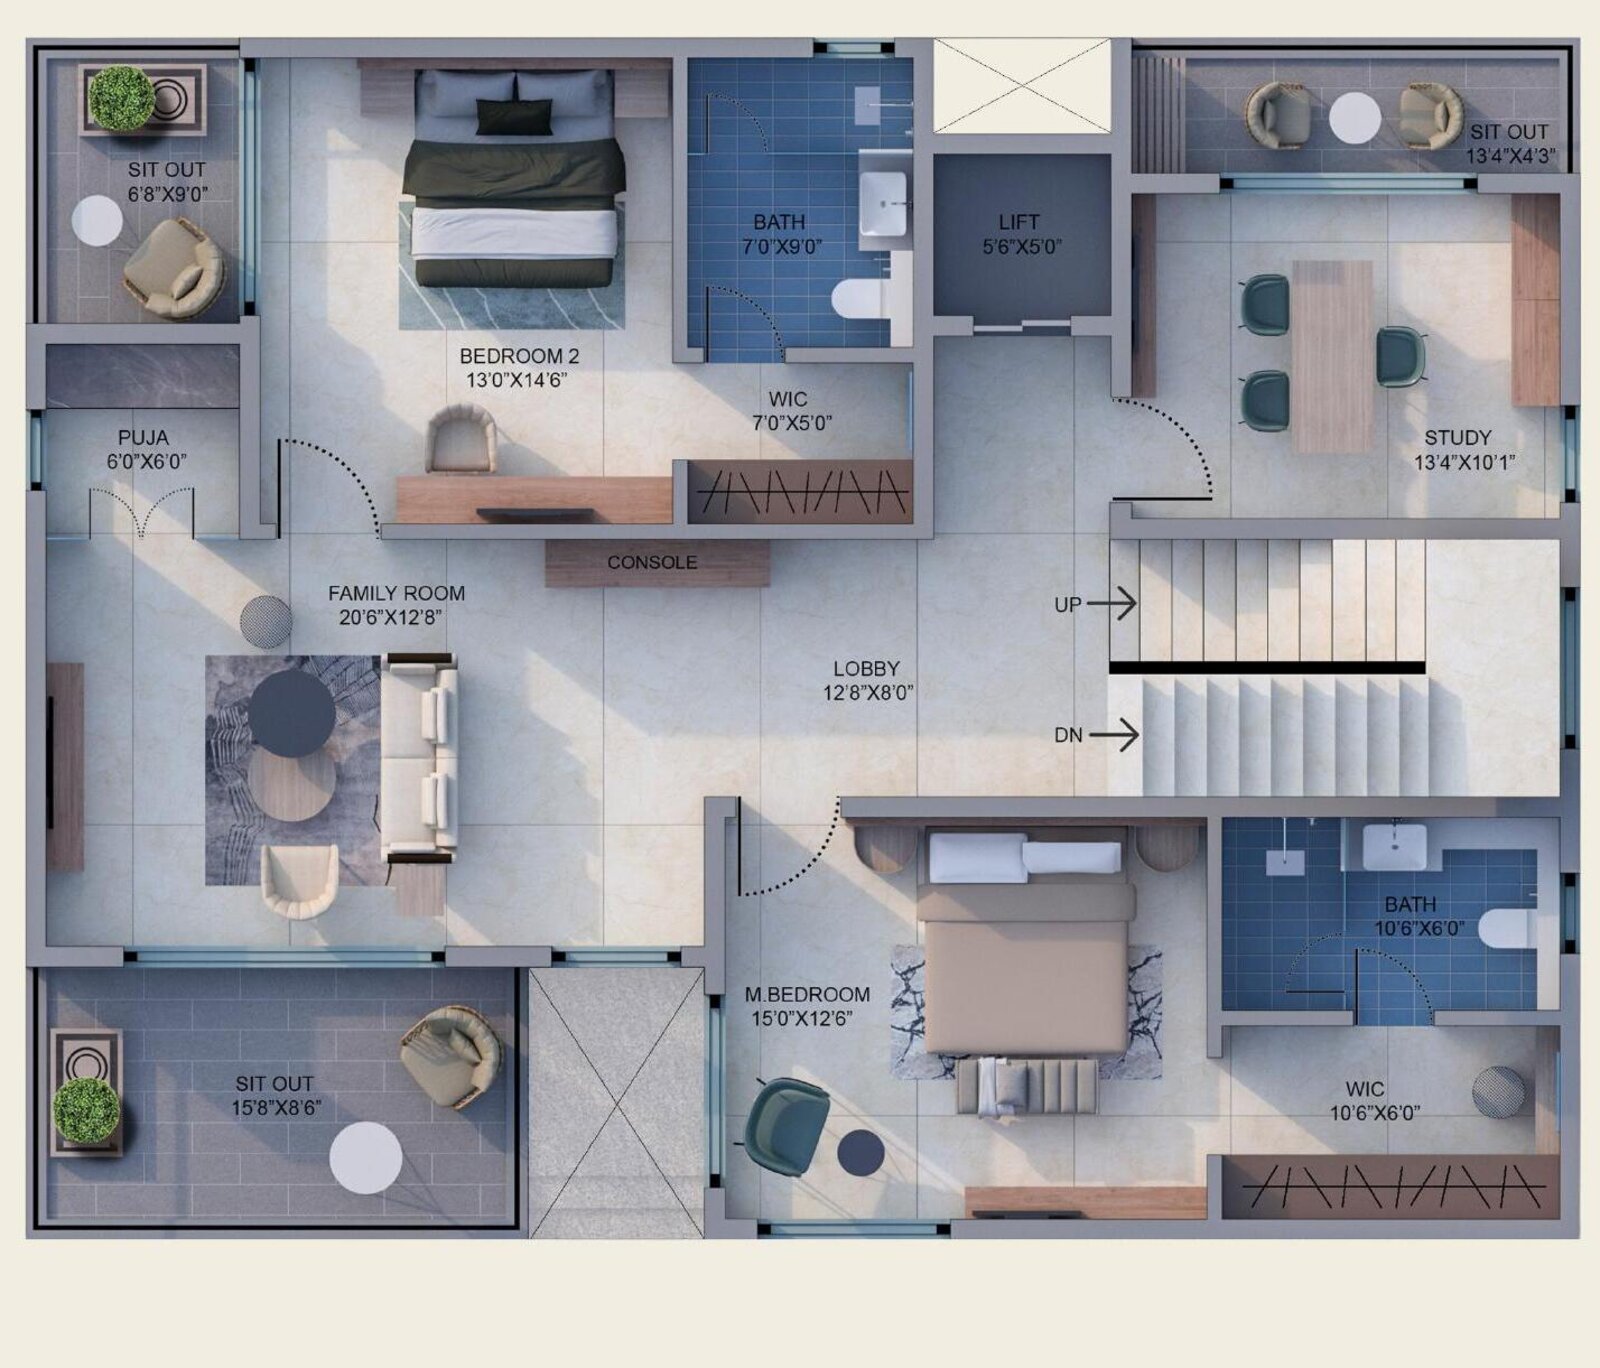 SIT OUT
6'8"X9'0"
BATH
7'0"X9'0"
LIFT
5'6"X5'0"
SIT OUT
13'4"X4'3"
BEDROOM 2
13'0"X14'6"
WIC
7'0"X5'0"
PUJA
6'0"X6'0"
STUDY
13'4"X10'1"
CONSOLE
FAMILY ROOM
20'6"X12'8"
UP
LOBBY
12'8"X8'0"
DN
BATH
10'6"X6'0"
M.BEDROOM
15'0"X12'6"
SIT OUT
15'8"X8'6"
WIC
10'6"X6'0"